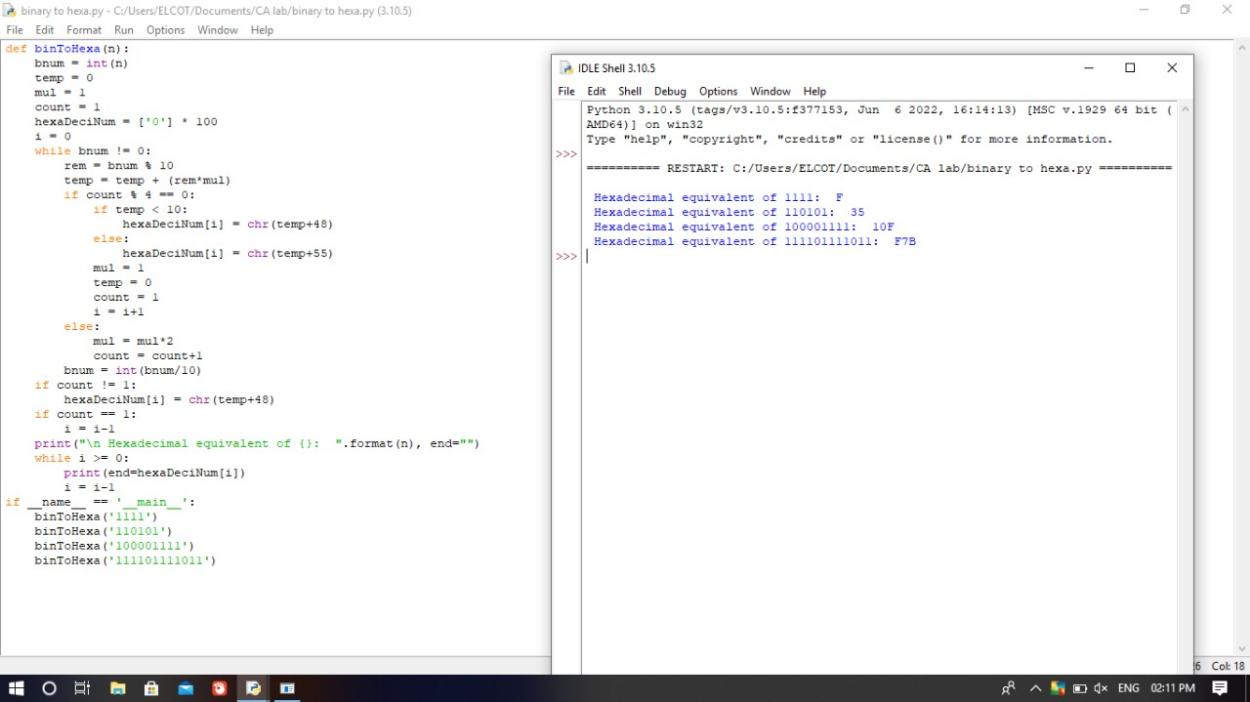 binary to hexa.py - C:/Users/ELCOT/Documents/CA lab/binary to hexa.py (3.10.5)
File Edit Format Run Options Window Help
def binToHexa(n):
    bnum = int(n)
    temp = 0
    mul = 1
    count = 1
    hexaDeciNum = ['0'] * 100
    i = 0
    while bnum != 0:
        rem = bnum % 10
        temp = temp + (rem*mul)
        if count % 4 == 0:
            if temp < 10:
                hexaDeciNum[i] = chr(temp+48)
            else:
                hexaDeciNum[i] = chr(temp+55)
            mul = 1
            temp = 0
            count = 1
            i = i+1
        else:
            mul = mul*2
            count = count+1
        bnum = int(bnum/10)
    if count != 1:
        hexaDeciNum[i] = chr(temp+48)
    if count == 1:
        i = i-1
    print("\n Hexadecimal equivalent of {}:  ".format(n), end="")
    while i >= 0:
        print(end=hexaDeciNum[i])
        i = i-1
if __name__ == '__main__':
    binToHexa('1111')
    binToHexa('110101')
    binToHexa('100001111')
    binToHexa('111101111011')
IDLE Shell 3.10.5
File Edit Shell Debug Options Window Help
Python 3.10.5 (tags/v3.10.5:f377153, Jun  6 2022, 16:14:13) [MSC v.1929 64 bit (
AMD64)] on win32
Type "help", "copyright", "credits" or "license()" for more information.
>>>
========== RESTART: C:/Users/ELCOT/Documents/CA lab/binary to hexa.py ==========
Hexadecimal equivalent of 1111:  F
Hexadecimal equivalent of 110101:  35
Hexadecimal equivalent of 100001111:  10F
Hexadecimal equivalent of 111101111011:  F7B
>>>
6 Col: 18
ENG 02:11 PM